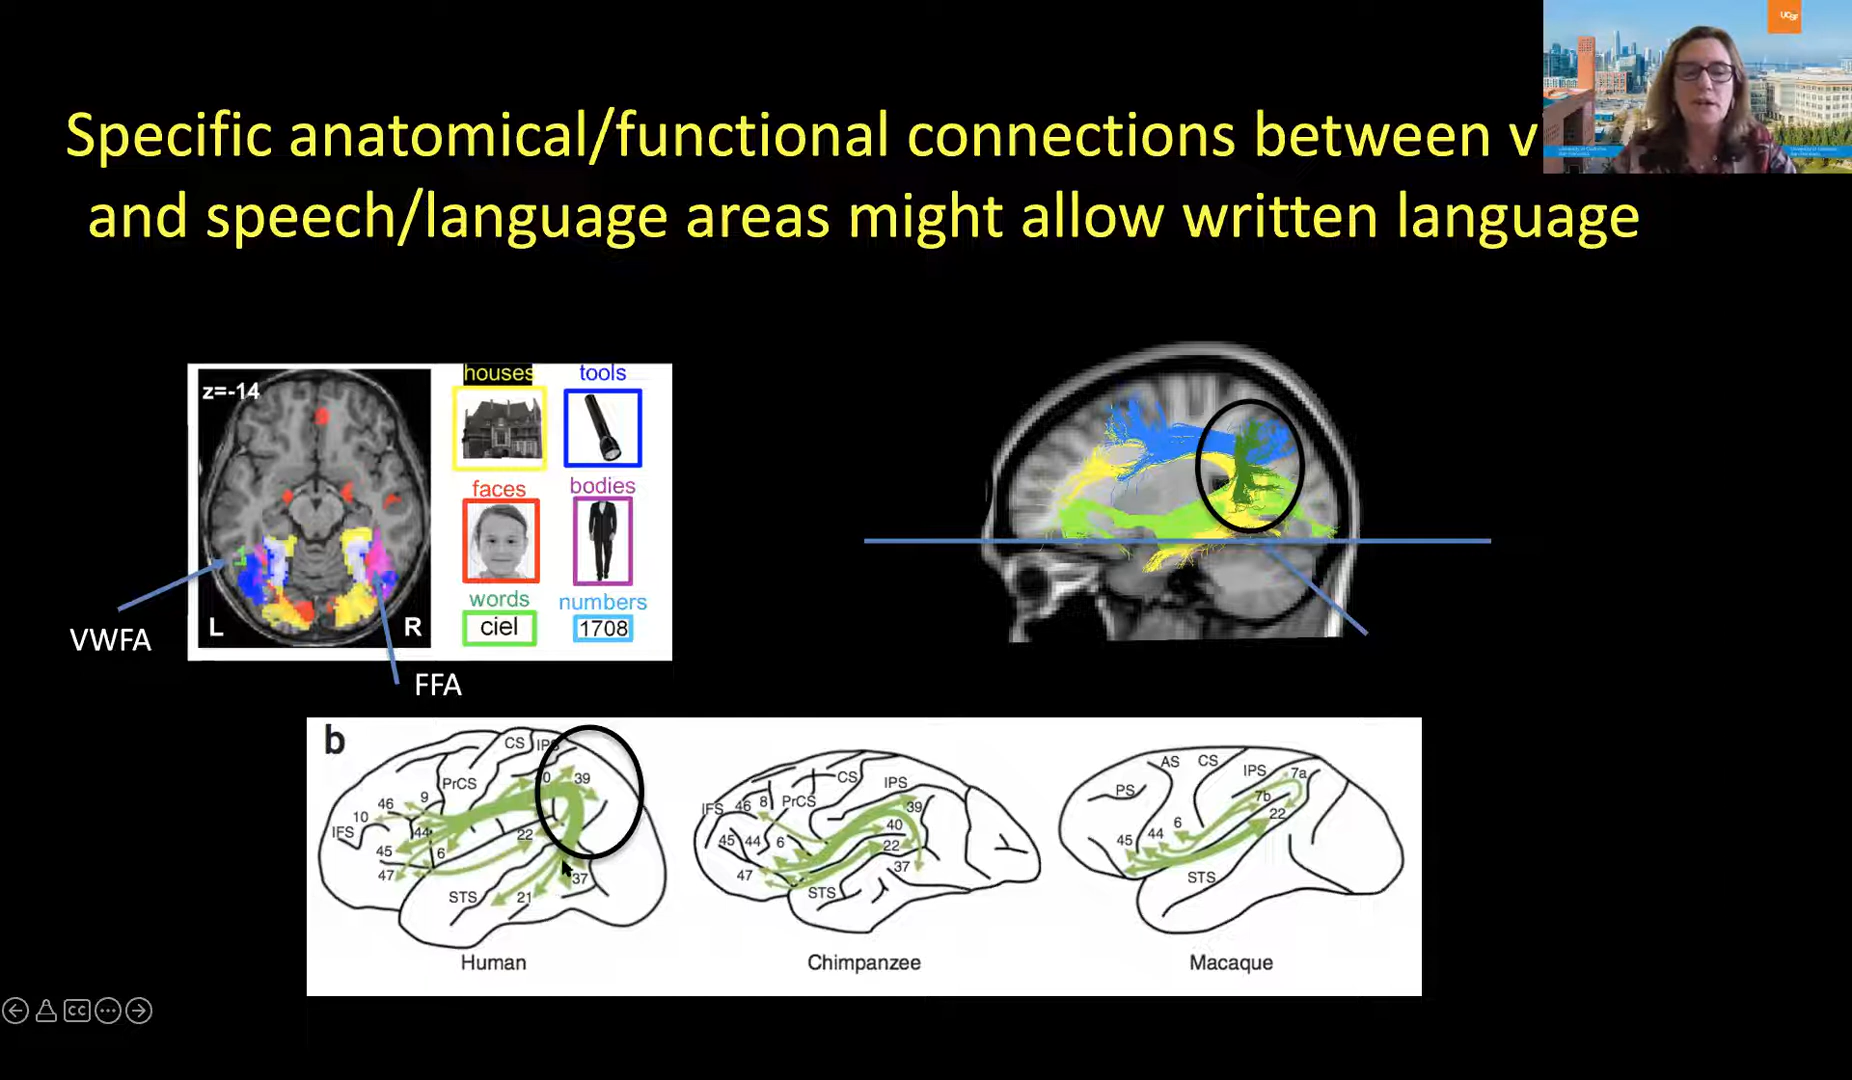 Specific anatomical/functional connections between v
and speech/language areas might allow written language
UCSF
z=-14
L
R
houses
tools
faces
bodies
words
numbers
ciel
1708
VWFA
FFA
b
CS
IPS
PrCS
40
39
9
46
10
IFS
44
45
6
47
22
STS
21
37
Human
IFS
46
8
PrCS
CS
IPS
39
40
45
44
6
22
47
STS
37
Chimpanzee
PS
AS
CS
IPS
7a
7b
22
6
44
45
STS
Macaque
CC